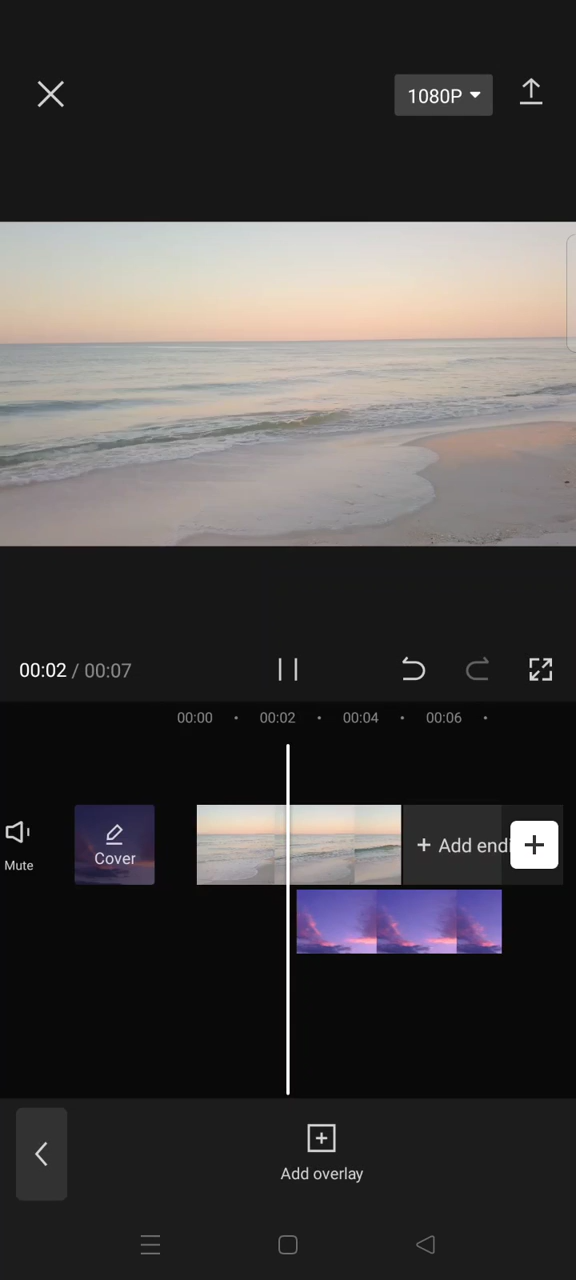 1080P
00:02 / 00:07
00:00 00:02 00:04 00:06
Mute
Cover
+ Add endi
Add overlay